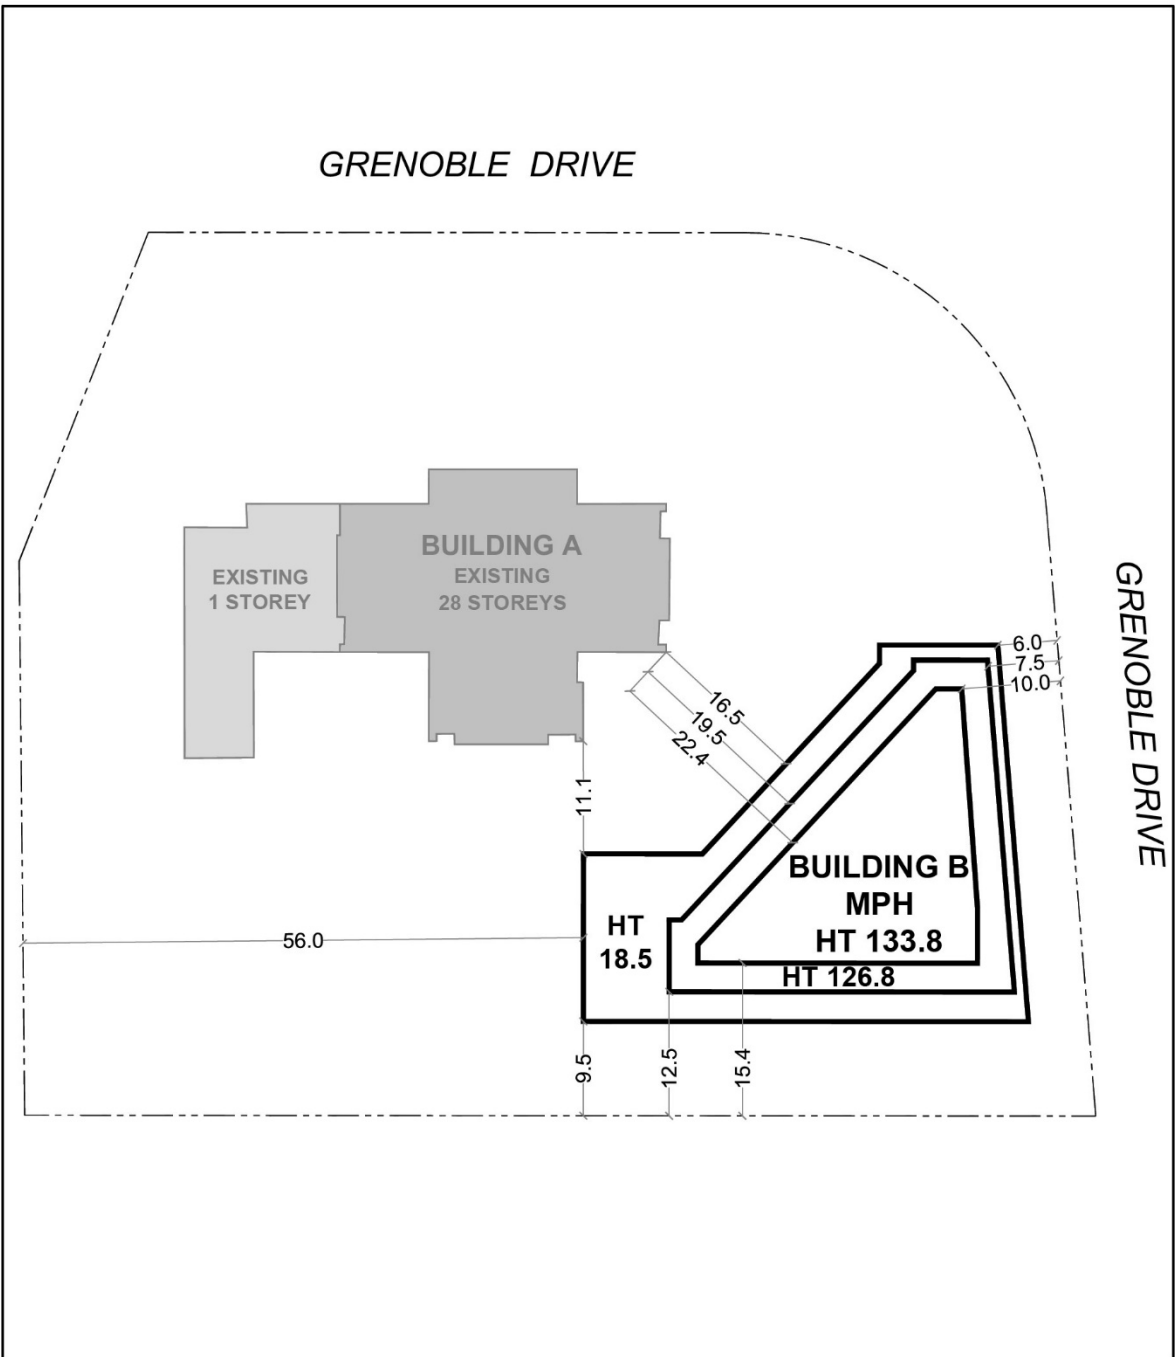 GRENOBLE DRIVE
BUILDING A
EXISTING
28 STOREYS
EXISTING
1 STOREY
GRENOBLE DRIVE
6.0
7.5
10.0
16.5
19.5
22.4
11.1
BUILDING B
MPH
HT 133.8
HT 126.8
HT
18.5
56.0
9.5
12.5
15.4